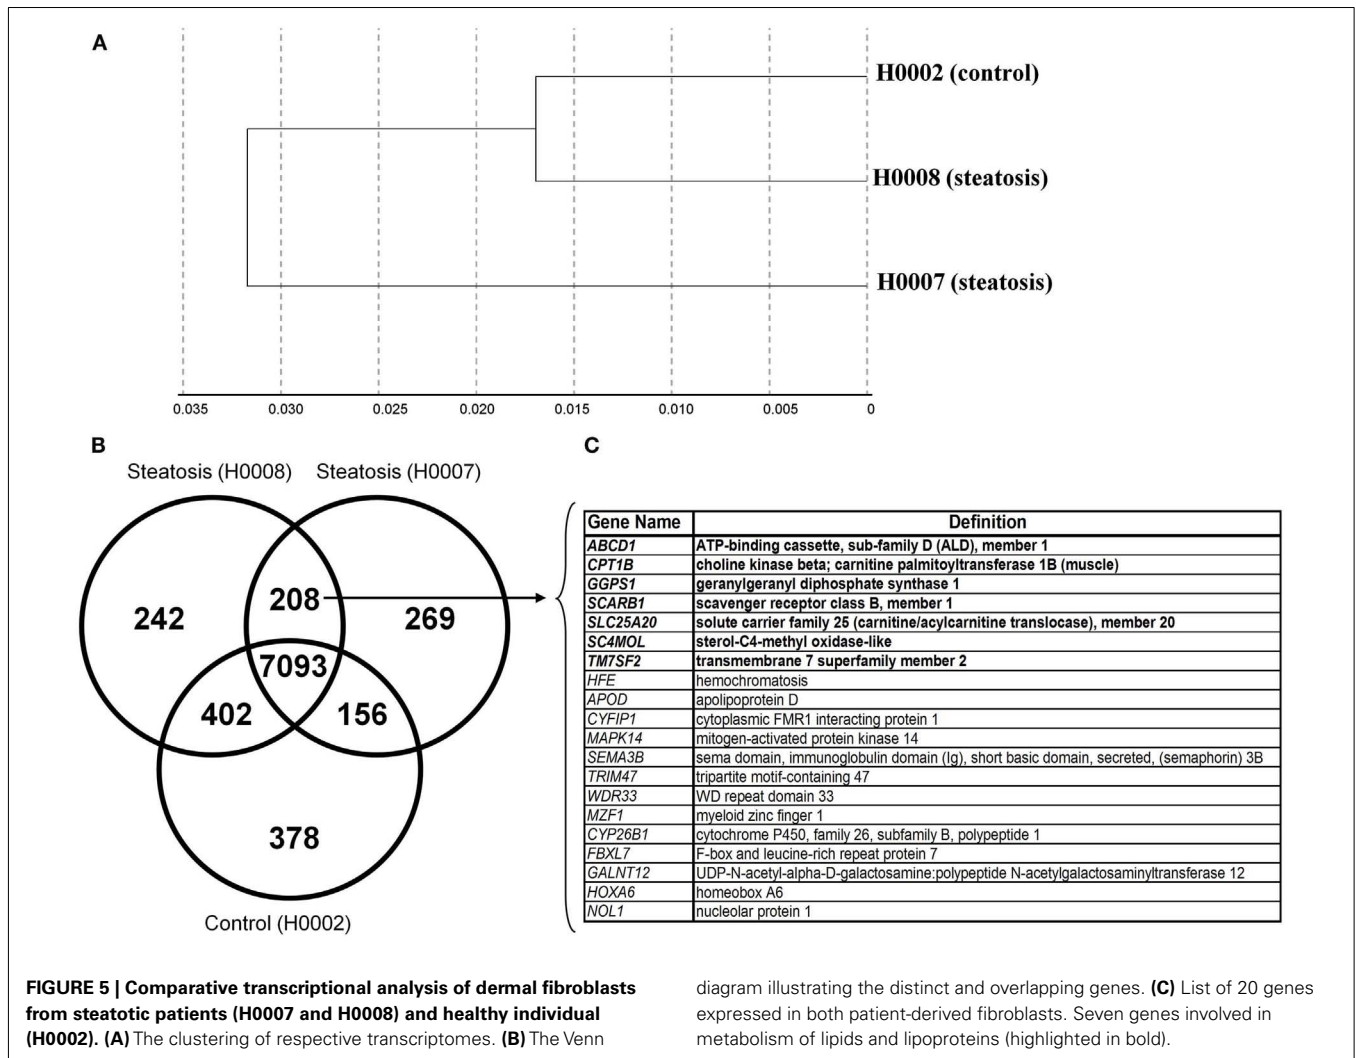 A
H0002 (control)
H0008 (steatosis)
H0007 (steatosis)
0.035 0.030 0.025 0.020 0.015 0.010 0.005 0
B
Steatosis (H0008) Steatosis (H0007)
242
208
269
7093
402
156
378
Control (H0002)
C
Gene Name Definition
ABCD1 ATP-binding cassette, sub-family D (ALD), member 1
CPT1B choline kinase beta; carnitine palmitoyltransferase 1B (muscle)
GGPS1 geranylgeranyl diphosphate synthase 1
SCARB1 scavenger receptor class B, member 1
SLC25A20 solute carrier family 25 (carnitine/acylcarnitine translocase), member 20
SC4MOL sterol-C4-methyl oxidase-like
TM7SF2 transmembrane 7 superfamily member 2
HFE hemochromatosis
APOD apolipoprotein D
CYFIP1 cytoplasmic FMR1 interacting protein 1
MAPK14 mitogen-activated protein kinase 14
SEMA3B sema domain, immunoglobulin domain (Ig), short basic domain, secreted, (semaphorin) 3B
TRIM47 tripartite motif-containing 47
WDR33 WD repeat domain 33
MZF1 myeloid zinc finger 1
CYP26B1 cytochrome P450, family 26, subfamily B, polypeptide 1
FBXL7 F-box and leucine-rich repeat protein 7
GALNT12 UDP-N-acetyl-alpha-D-galactosamine:polypeptide N-acetylgalactosaminyltransferase 12
HOXA6 homeobox A6
NOL1 nucleolar protein 1
FIGURE 5 | Comparative transcriptional analysis of dermal fibroblasts
from steatotic patients (H0007 and H0008) and healthy individual
(H0002). (A) The clustering of respective transcriptomes. (B) The Venn
diagram illustrating the distinct and overlapping genes. (C) List of 20 genes
expressed in both patient-derived fibroblasts. Seven genes involved in
metabolism of lipids and lipoproteins (highlighted in bold).